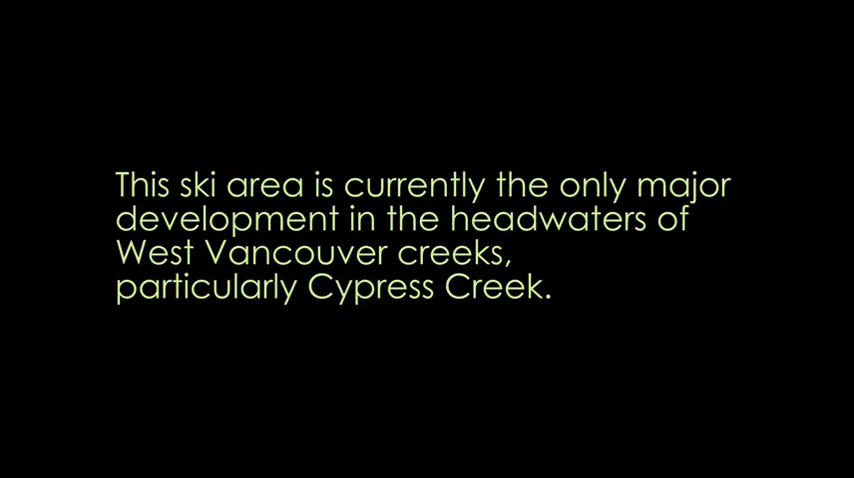 This ski area is currently the only major
development in the headwaters of
West Vancouver creeks,
particularly Cypress Creek.